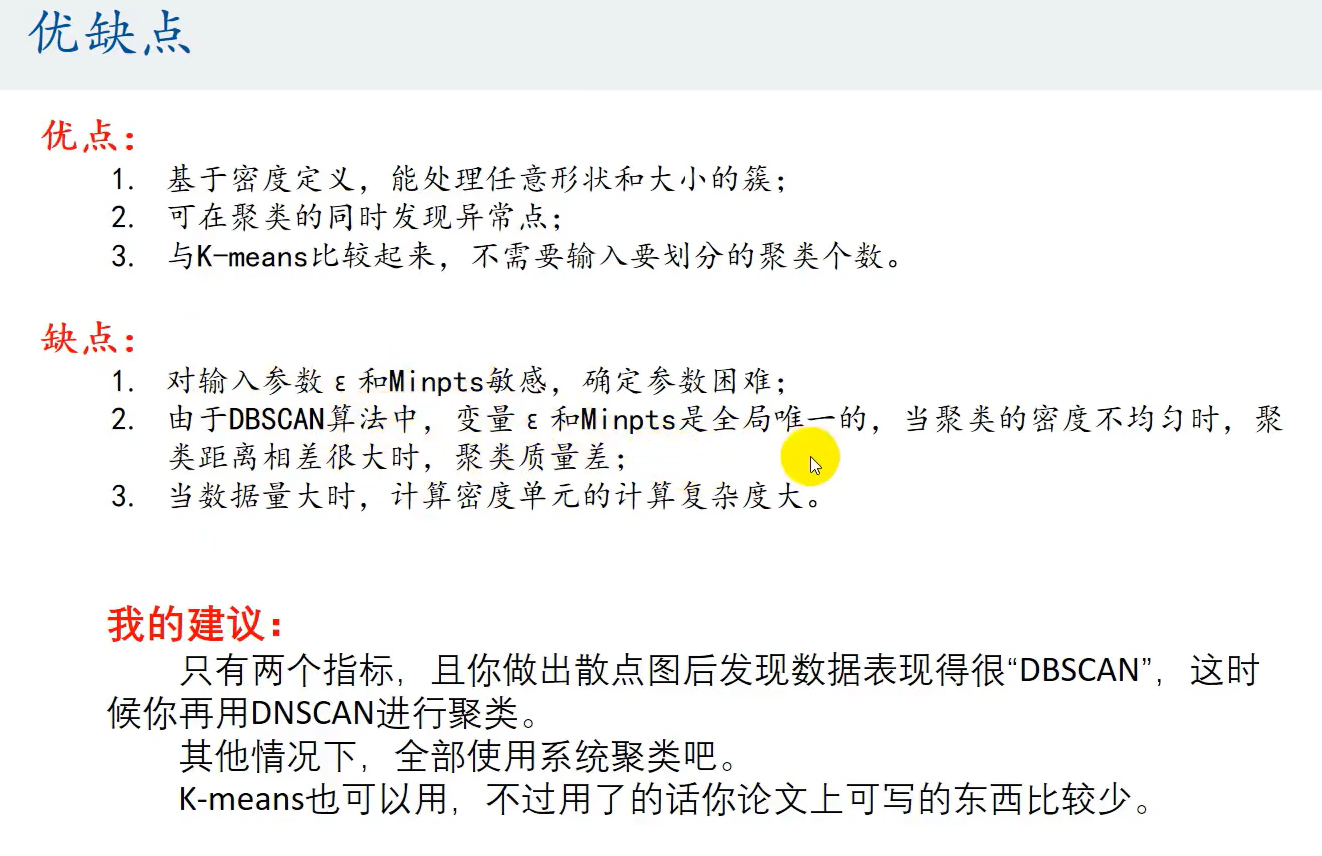 优缺点
优点：
1. 基于密度定义，能处理任意形状和大小的簇；
2. 可在聚类的同时发现异常点；
3. 与K-means比较起来，不需要输入要划分的聚类个数。
缺点：
1. 对输入参数ε和Minpts敏感，确定参数困难；
2. 由于DBSCAN算法中，变量ε和Minpts是全局唯一的，当聚类的密度不均匀时，聚
类距离相差很大时，聚类质量差；
3. 当数据量大时，计算密度单元的计算复杂度大。
我的建议：
只有两个指标，且你做出散点图后发现数据表现得很“DBSCAN”，这时
候你再用DNSCAN进行聚类。
其他情况下，全部使用系统聚类吧。
K-means也可以用，不过用了的话你论文上可写的东西比较少。